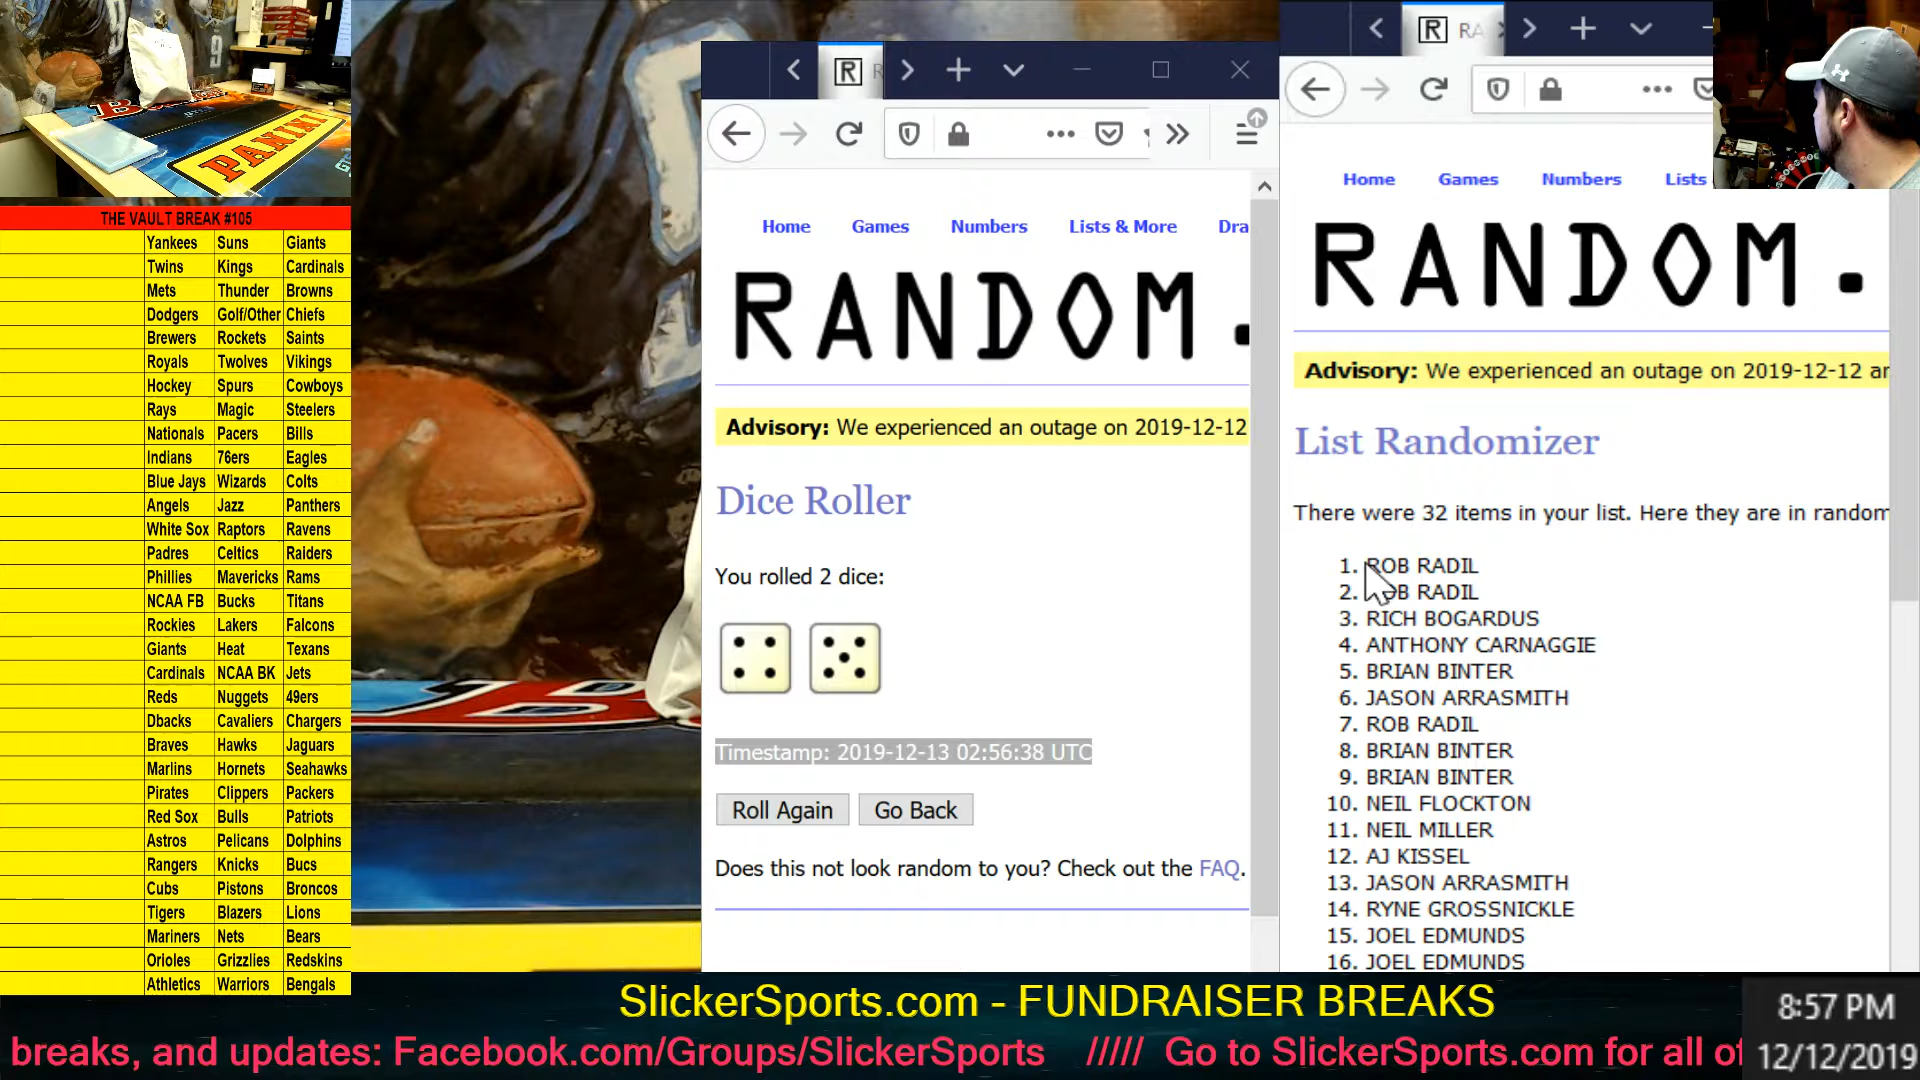 THE VAULT BREAK #105
Yankees Suns Giants
Twins Kings Cardinals
Mets Thunder Browns
Dodgers Golf/Other Chiefs
Brewers Rockets Saints
Royals Twolves Vikings
Hockey Spurs Cowboys
Rays Magic Steelers
Nationals Pacers Bills
Indians 76ers Eagles
Blue Jays Wizards Colts
Angels Jazz Panthers
White Sox Raptors Ravens
Padres Celtics Raiders
Phillies Mavericks Rams
NCAA FB Bucks Titans
Rockies Lakers Falcons
Giants Heat Texans
Cardinals NCAA BK Jets
Reds Nuggets 49ers
Dbacks Cavaliers Chargers
Braves Hawks Jaguars
Marlins Hornets Seahawks
Pirates Clippers Packers
Red Sox Bulls Patriots
Astros Pelicans Dolphins
Rangers Knicks Bucs
Cubs Pistons Broncos
Tigers Blazers Lions
Mariners Nets Bears
Orioles Grizzlies Redskins
Athletics Warriors Bengals
PANINI
R
Home Games Numbers Lists & More Dra
RANDOM.
Advisory: We experienced an outage on 2019-12-12
Dice Roller
You rolled 2 dice:
Timestamp: 2019-12-13 02:56:38 UTC
Roll Again Go Back
Does this not look random to you? Check out the FAQ.
R RA
Home Games Numbers Lists
RANDOM.
Advisory: We experienced an outage on 2019-12-12 an
List Randomizer
There were 32 items in your list. Here they are in random
1. ROB RADIL
2. ROB RADIL
3. RICH BOGARDUS
4. ANTHONY CARNAGGIE
5. BRIAN BINTER
6. JASON ARRASMITH
7. ROB RADIL
8. BRIAN BINTER
9. BRIAN BINTER
10. NEIL FLOCKTON
11. NEIL MILLER
12. AJ KISSEL
13. JASON ARRASMITH
14. RYNE GROSSNICKLE
15. JOEL EDMUNDS
16. JOEL EDMUNDS
SlickerSports.com - FUNDRAISER BREAKS
breaks, and updates: Facebook.com/Groups/SlickerSports ///// Go to SlickerSports.com for all of
8:57 PM
12/12/2019